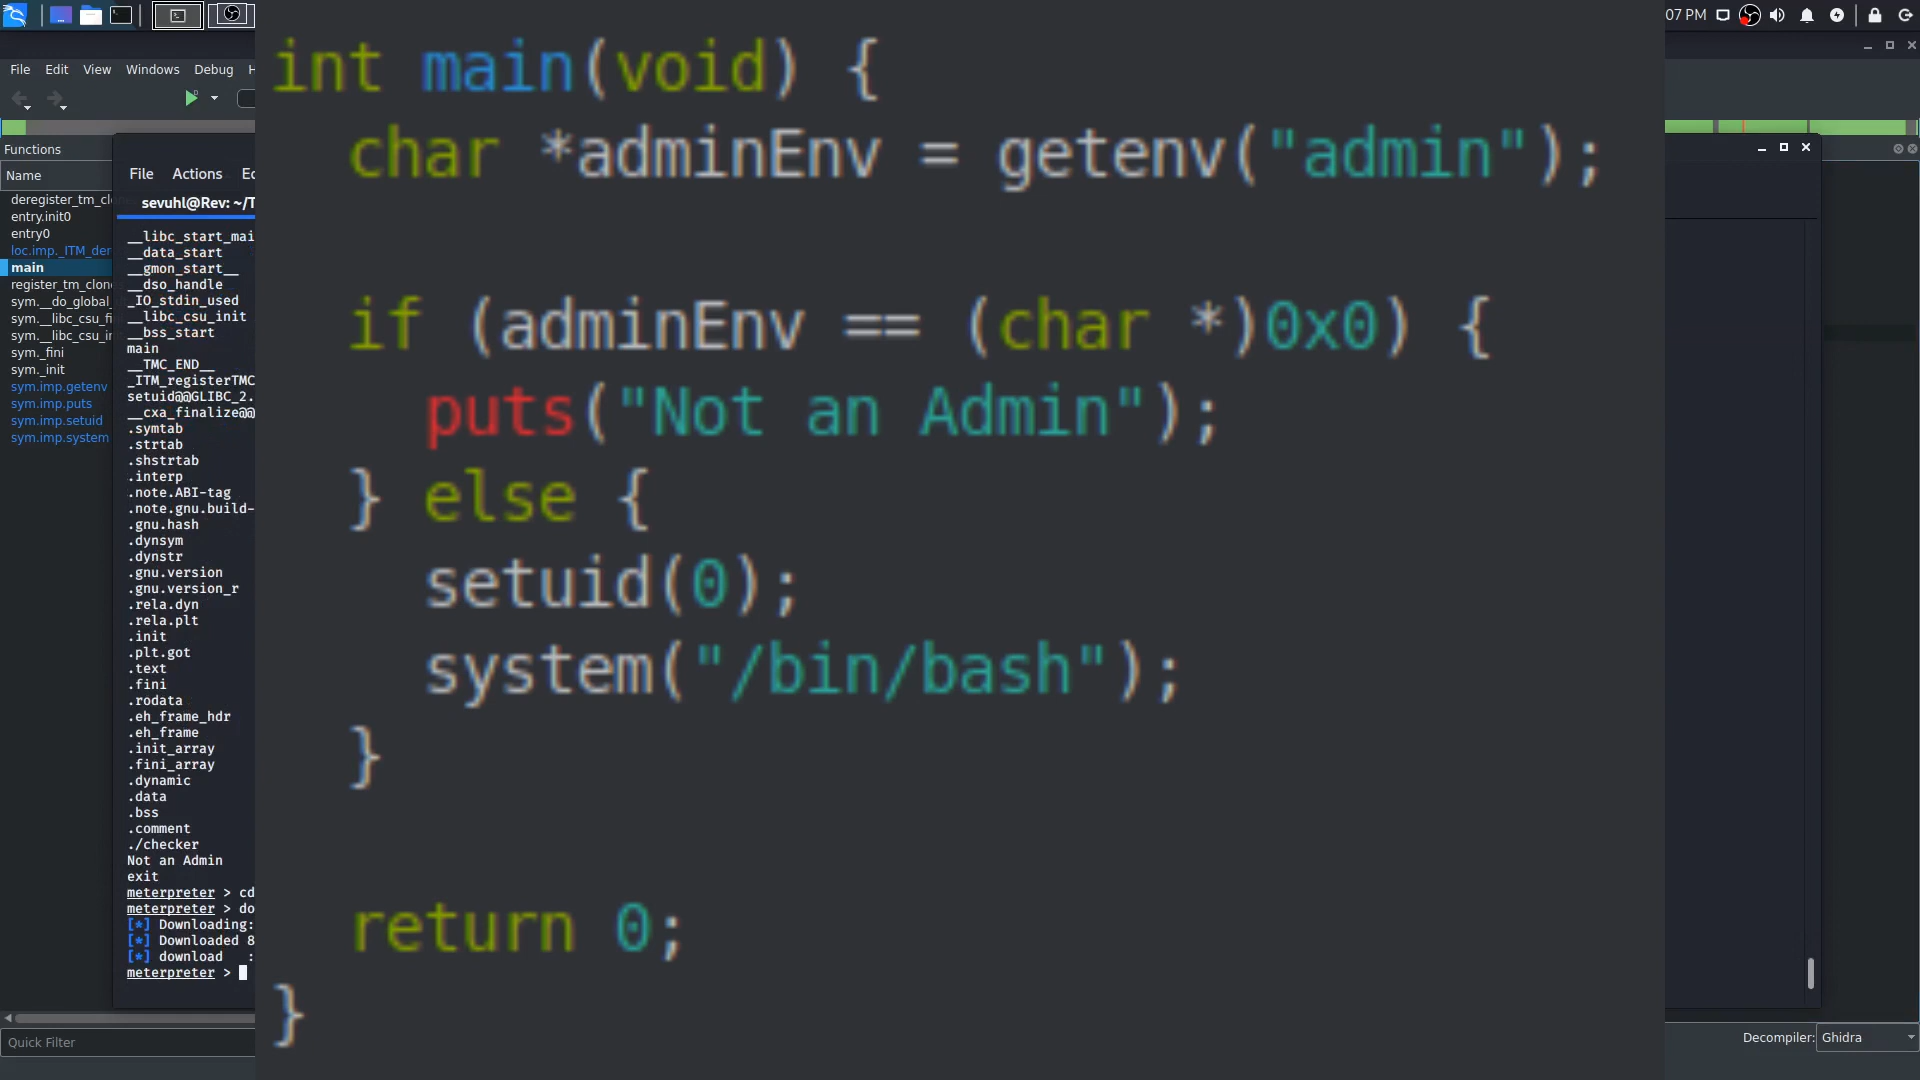 07 PM
File Edit View Windows Debug H
Functions
Name
deregister_tm_clo
entry.init0
entry0
loc.imp._ITM_der
main
register_tm_clon
sym.__do_global_
sym.__libc_csu_fi
sym.__libc_csu_in
sym._fini
sym._init
sym.imp.getenv
sym.imp.puts
sym.imp.setuid
sym.imp.system
Quick Filter
File Actions Ed
sevuhl@Rev: ~/T
__libc_start_mai
__data_start
__gmon_start__
__dso_handle
_IO_stdin_used
__libc_csu_init
__bss_start
main
__TMC_END__
_ITM_registerTMC
setuid@@GLIBC_2.
__cxa_finalize@@
.symtab
.strtab
.shstrtab
.interp
.note.ABI-tag
.note.gnu.build-
.gnu.hash
.dynsym
.dynstr
.gnu.version
.gnu.version_r
.rela.dyn
.rela.plt
.init
.plt.got
.text
.fini
.rodata
.eh_frame_hdr
.eh_frame
.init_array
.fini_array
.dynamic
.data
.bss
.comment
./checker
Not an Admin
exit
meterpreter > cd
meterpreter > do
[*] Downloading:
[*] Downloaded 8
[*] download :
meterpreter >
int main(void) {
char *adminEnv = getenv("admin");
if (adminEnv == (char *)0x0) {
puts("Not an Admin");
} else {
setuid(0);
system("/bin/bash");
}
return 0;
}
Decompiler: Ghidra